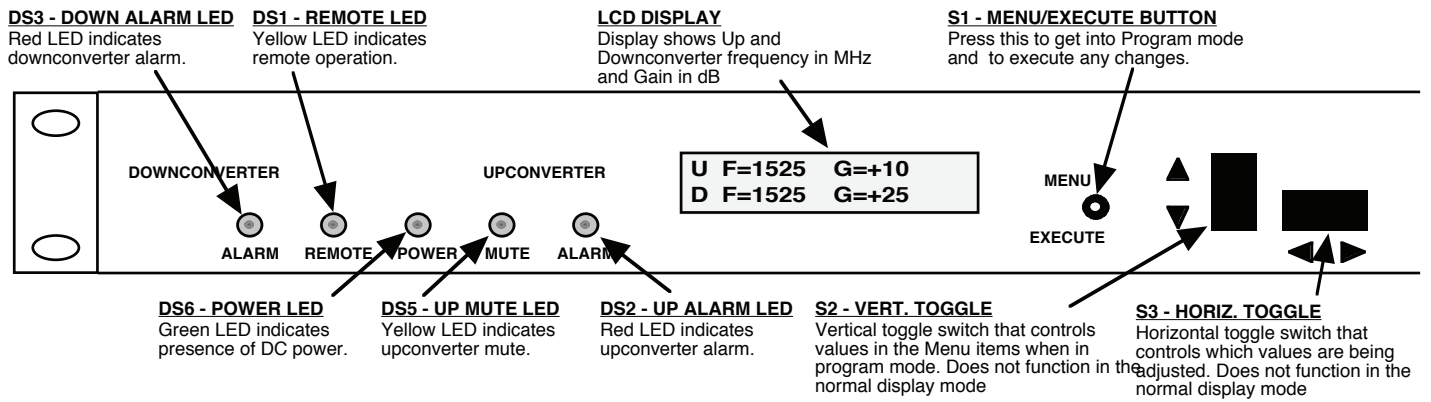 DS3 - DOWN ALARM LED
Red LED indicates
downconverter alarm.
DS1 - REMOTE LED
Yellow LED indicates
remote operation.
LCD DISPLAY
Display shows Up and
Downconverter frequency in MHz
and Gain in dB
S1 - MENU/EXECUTE BUTTON
Press this to get into Program mode
and to execute any changes.
DOWNCONVERTER
UPCONVERTER
U F=1525 G=+10
D F=1525 G=+25
MENU
EXECUTE
ALARM
REMOTE
POWER
MUTE
ALARM
DS6 - POWER LED
Green LED indicates
presence of DC power.
DS5 - UP MUTE LED
Yellow LED indicates
upconverter mute.
DS2 - UP ALARM LED
Red LED indicates
upconverter alarm.
S2 - VERT. TOGGLE
Vertical toggle switch that controls
values in the Menu items when in
program mode. Does not function in the
normal display mode
S3 - HORIZ. TOGGLE
Horizontal toggle switch that
controls which values are being
adjusted. Does not function in the
normal display mode